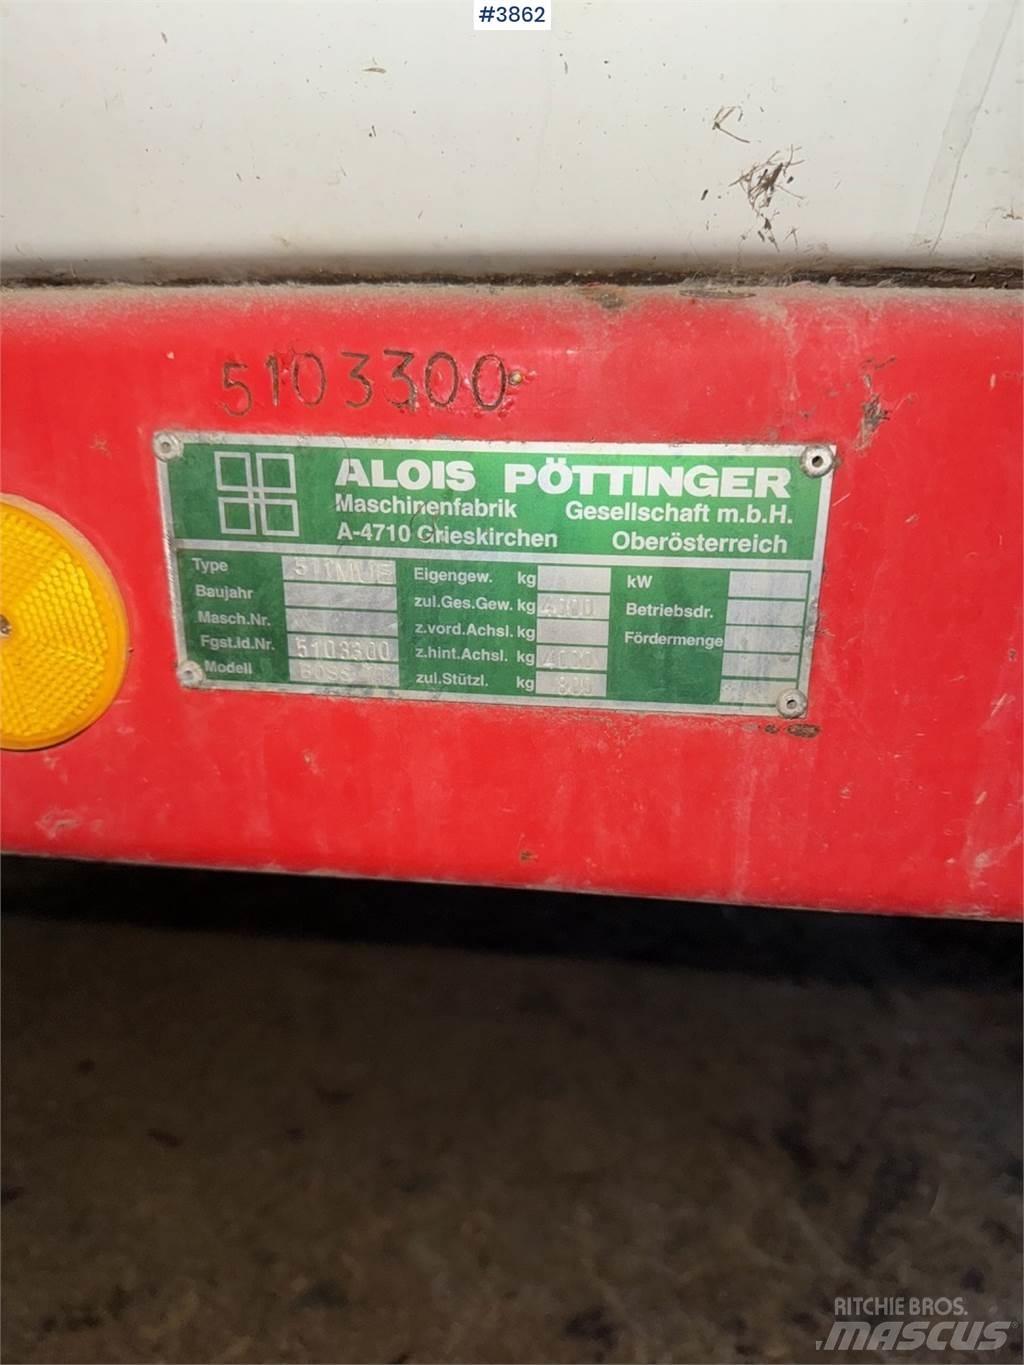 #3862
5103300
ALOIS PÖTTINGER
Maschinenfabrik Gesellschaft m.b.H.
A-4710 Grieskirchen Oberösterreich
Type 511MUE Eigengew. kg kW
Baujahr zul.Ges.Gew. kg 4000 Betriebsdr.
Masch.Nr. z.vord.Achsl. kg Fördermenge
Fgst.Id.Nr. 5103300 z.hint.Achsl. kg 4000
Modell BOSS zul.Stützl. kg 800
RITCHIE BROS.
MASCUS